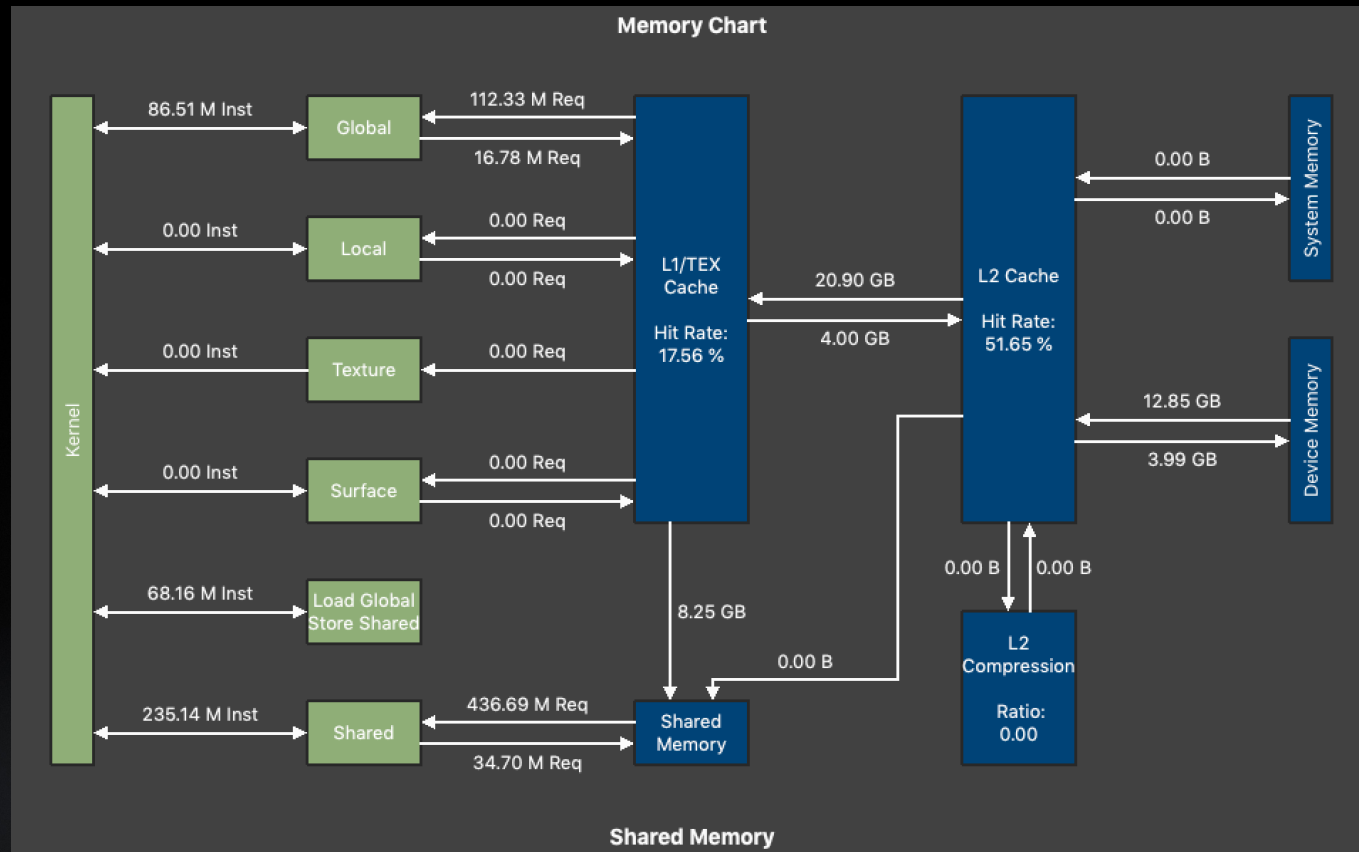 Memory Chart
Kernel
86.51 M Inst
Global
112.33 M Req
16.78 M Req
0.00 Inst
Local
0.00 Req
0.00 Req
0.00 Inst
Texture
0.00 Req
0.00 Inst
Surface
0.00 Req
0.00 Req
68.16 M Inst
Load Global
Store Shared
235.14 M Inst
Shared
436.69 M Req
34.70 M Req
L1/TEX
Cache
Hit Rate:
17.56 %
8.25 GB
Shared
Memory
20.90 GB
4.00 GB
0.00 B
L2 Cache
Hit Rate:
51.65 %
0.00 B
0.00 B
L2
Compression
Ratio:
0.00
0.00 B
0.00 B
System Memory
12.85 GB
3.99 GB
Device Memory
Shared Memory